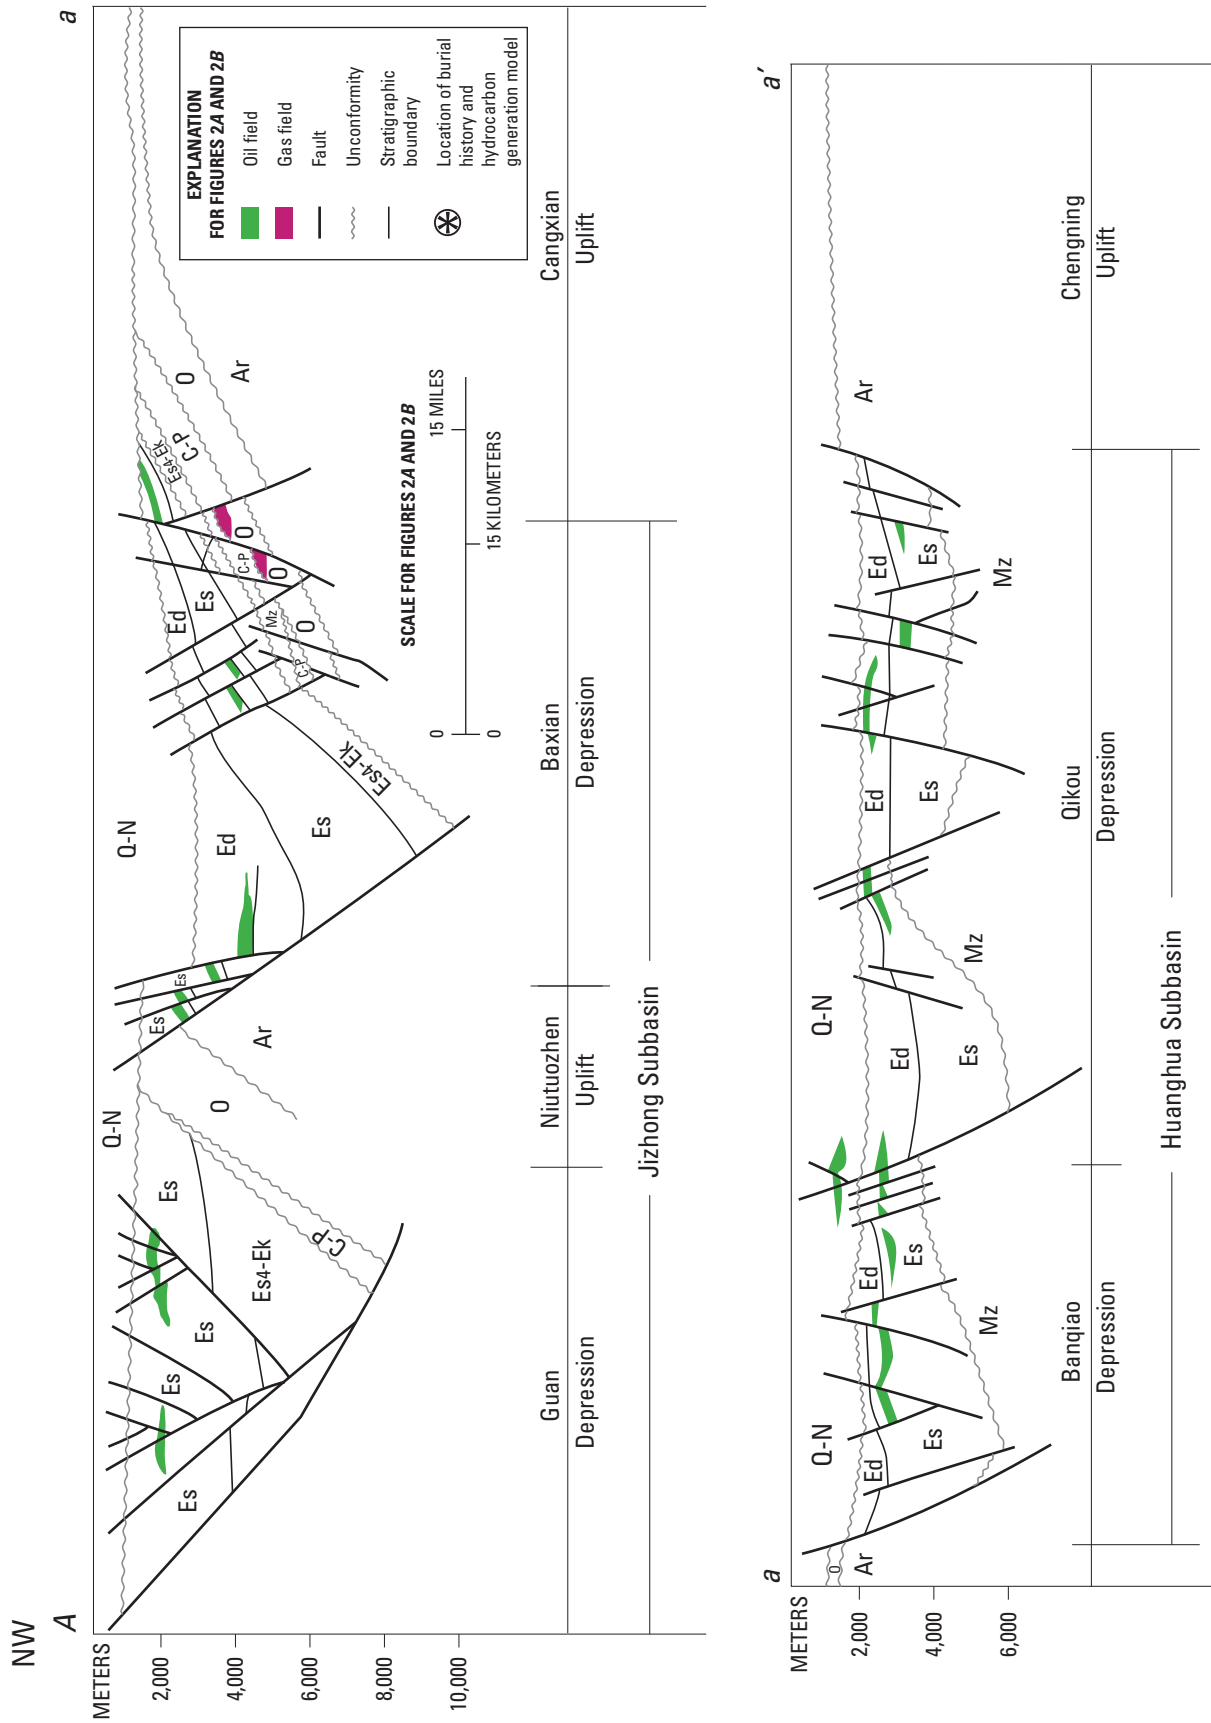 NW
A
a
METERS
2,000
4,000
6,000
8,000
10,000
Q-N
Q-N
Es
Es
Es
Es
Es4-Ek
C-P
O
Ar
Es
Es
Ed
Es
Es4-Ek
Ed
Es
Mz
C-P
C-P
O
O
O
Es4-Ek
C-P
O
Ar
EXPLANATION
FOR FIGURES 2A AND 2B
Oil field
Gas field
Fault
Unconformity
Stratigraphic
boundary
Location of burial
history and
hydrocarbon
generation model
SCALE FOR FIGURES 2A AND 2B
0
15 MILES
0
15 KILOMETERS
Guan
Depression
Niutuozhen
Uplift
Baxian
Depression
Cangxian
Uplift
Jizhong Subbasin
a
a′
METERS
2,000
4,000
6,000
O
Ar
Q-N
Ed
Es
Mz
Ed
Es
Q-N
Ed
Es
Mz
Ed
Es
Ed
Es
Mz
Ar
Banqiao
Depression
Qikou
Depression
Chengning
Uplift
Huanghua Subbasin